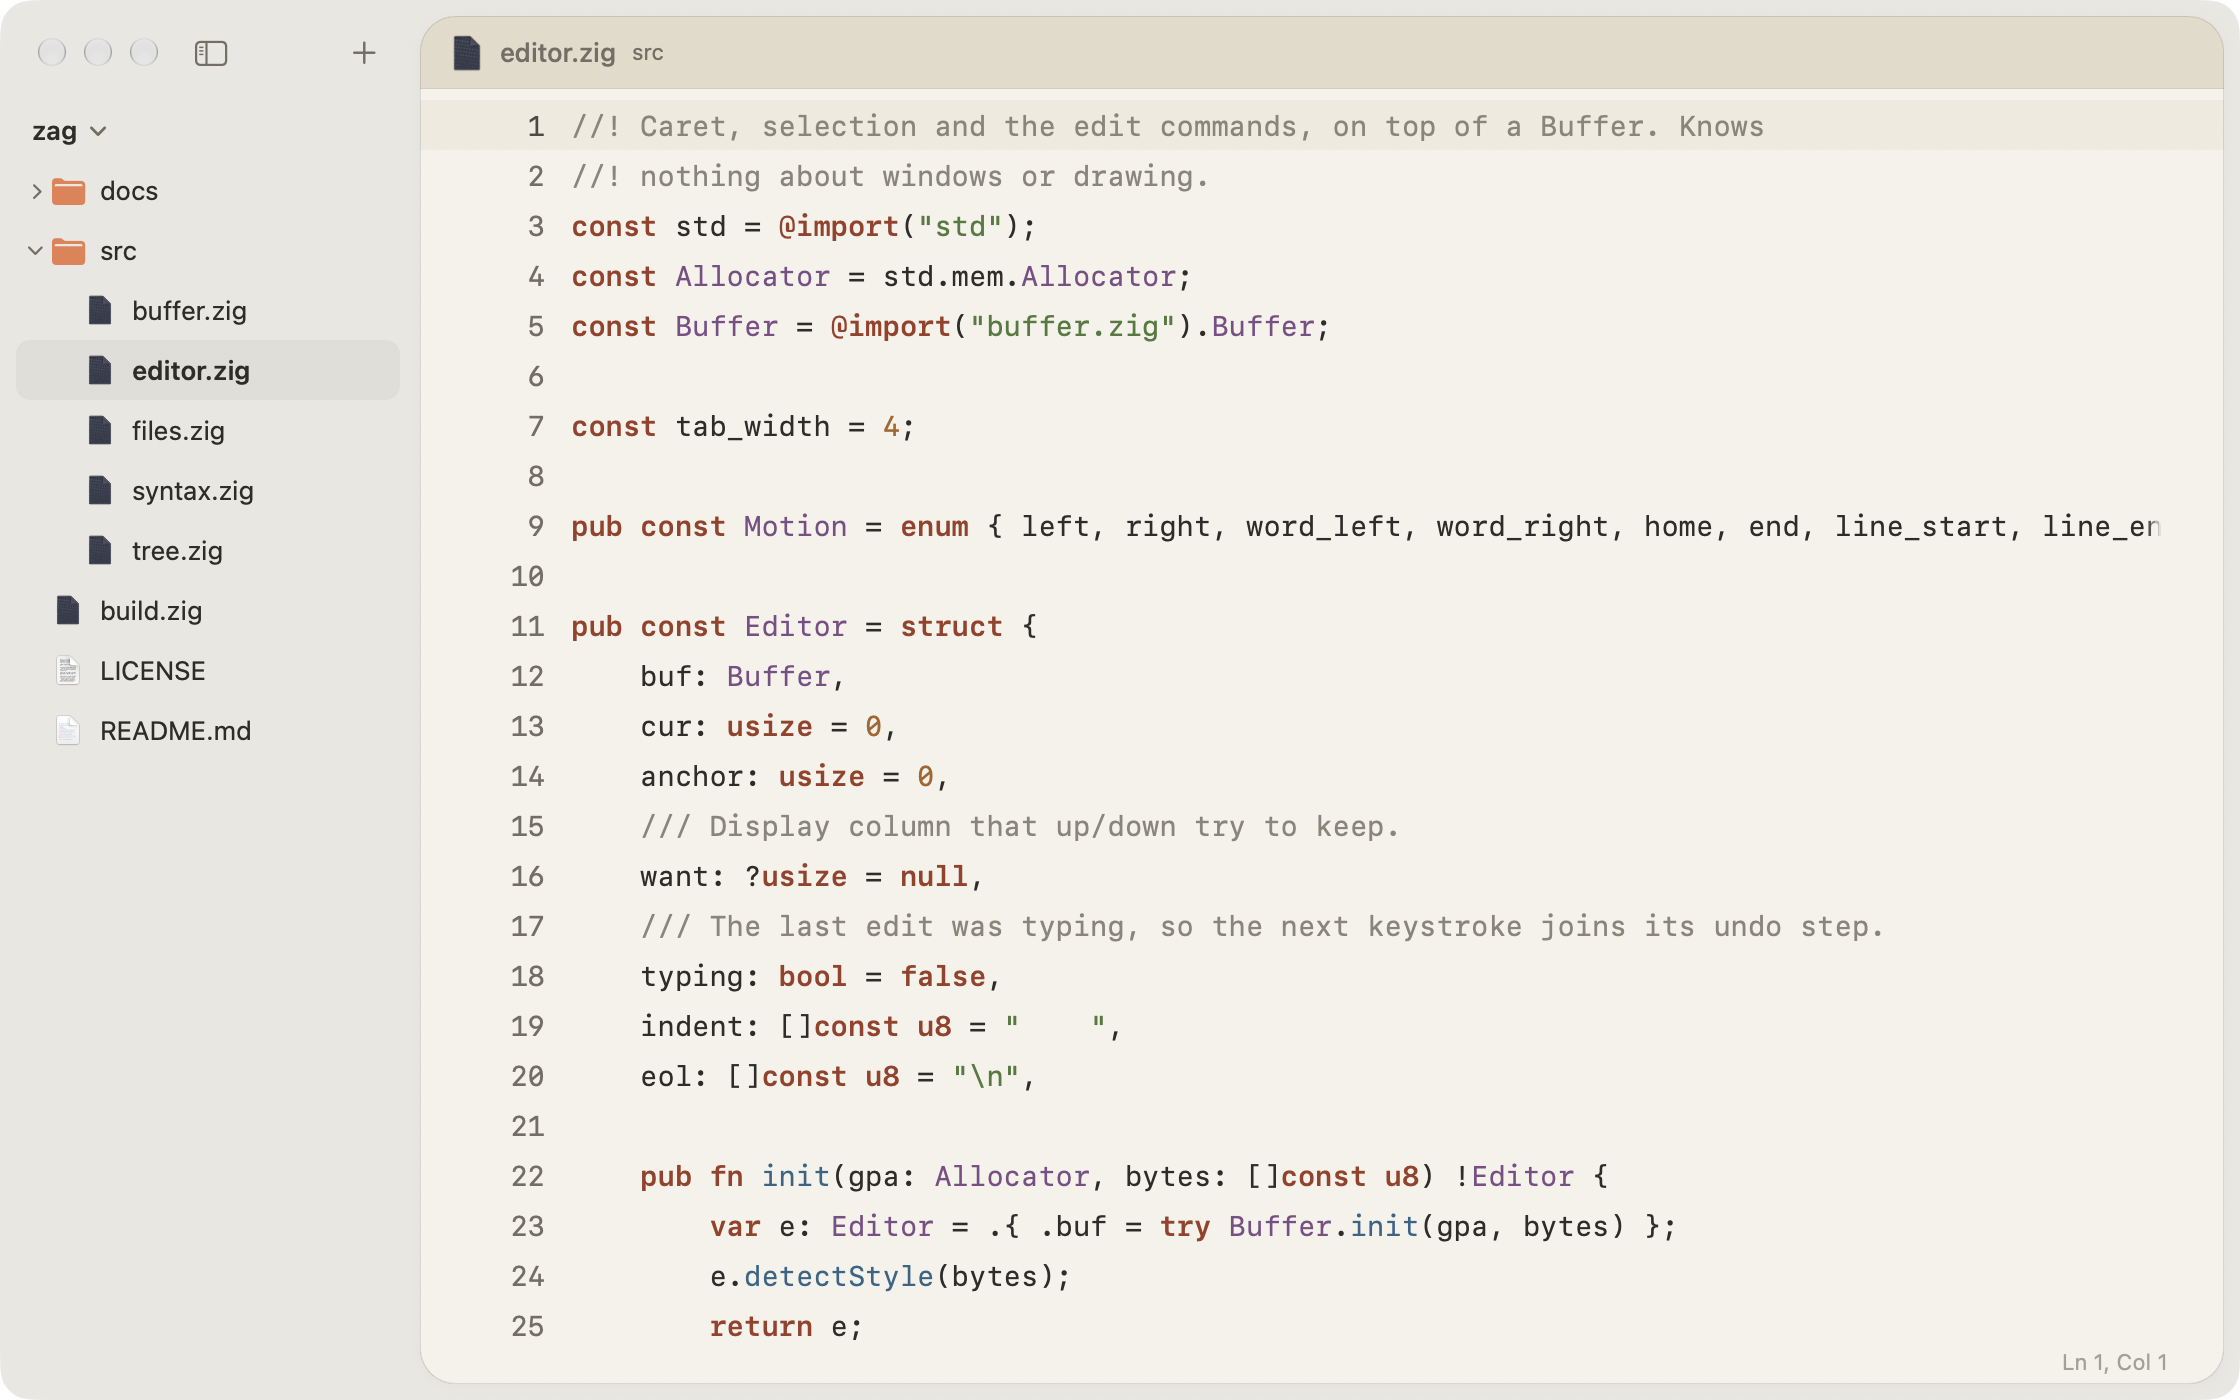 zag
docs
src
buffer.zig
editor.zig
files.zig
syntax.zig
tree.zig
build.zig
LICENSE
README.md
editor.zig src
1 //! Caret, selection and the edit commands, on top of a Buffer. Knows
2 //! nothing about windows or drawing.
3 const std = @import("std");
4 const Allocator = std.mem.Allocator;
5 const Buffer = @import("buffer.zig").Buffer;
6
7 const tab_width = 4;
8
9 pub const Motion = enum { left, right, word_left, word_right, home, end, line_start, line_en
10
11 pub const Editor = struct {
12     buf: Buffer,
13     cur: usize = 0,
14     anchor: usize = 0,
15     /// Display column that up/down try to keep.
16     want: ?usize = null,
17     /// The last edit was typing, so the next keystroke joins its undo step.
18     typing: bool = false,
19     indent: []const u8 = "    ",
20     eol: []const u8 = "\n",
21
22     pub fn init(gpa: Allocator, bytes: []const u8) !Editor {
23         var e: Editor = .{ .buf = try Buffer.init(gpa, bytes) };
24         e.detectStyle(bytes);
25         return e;
Ln 1, Col 1